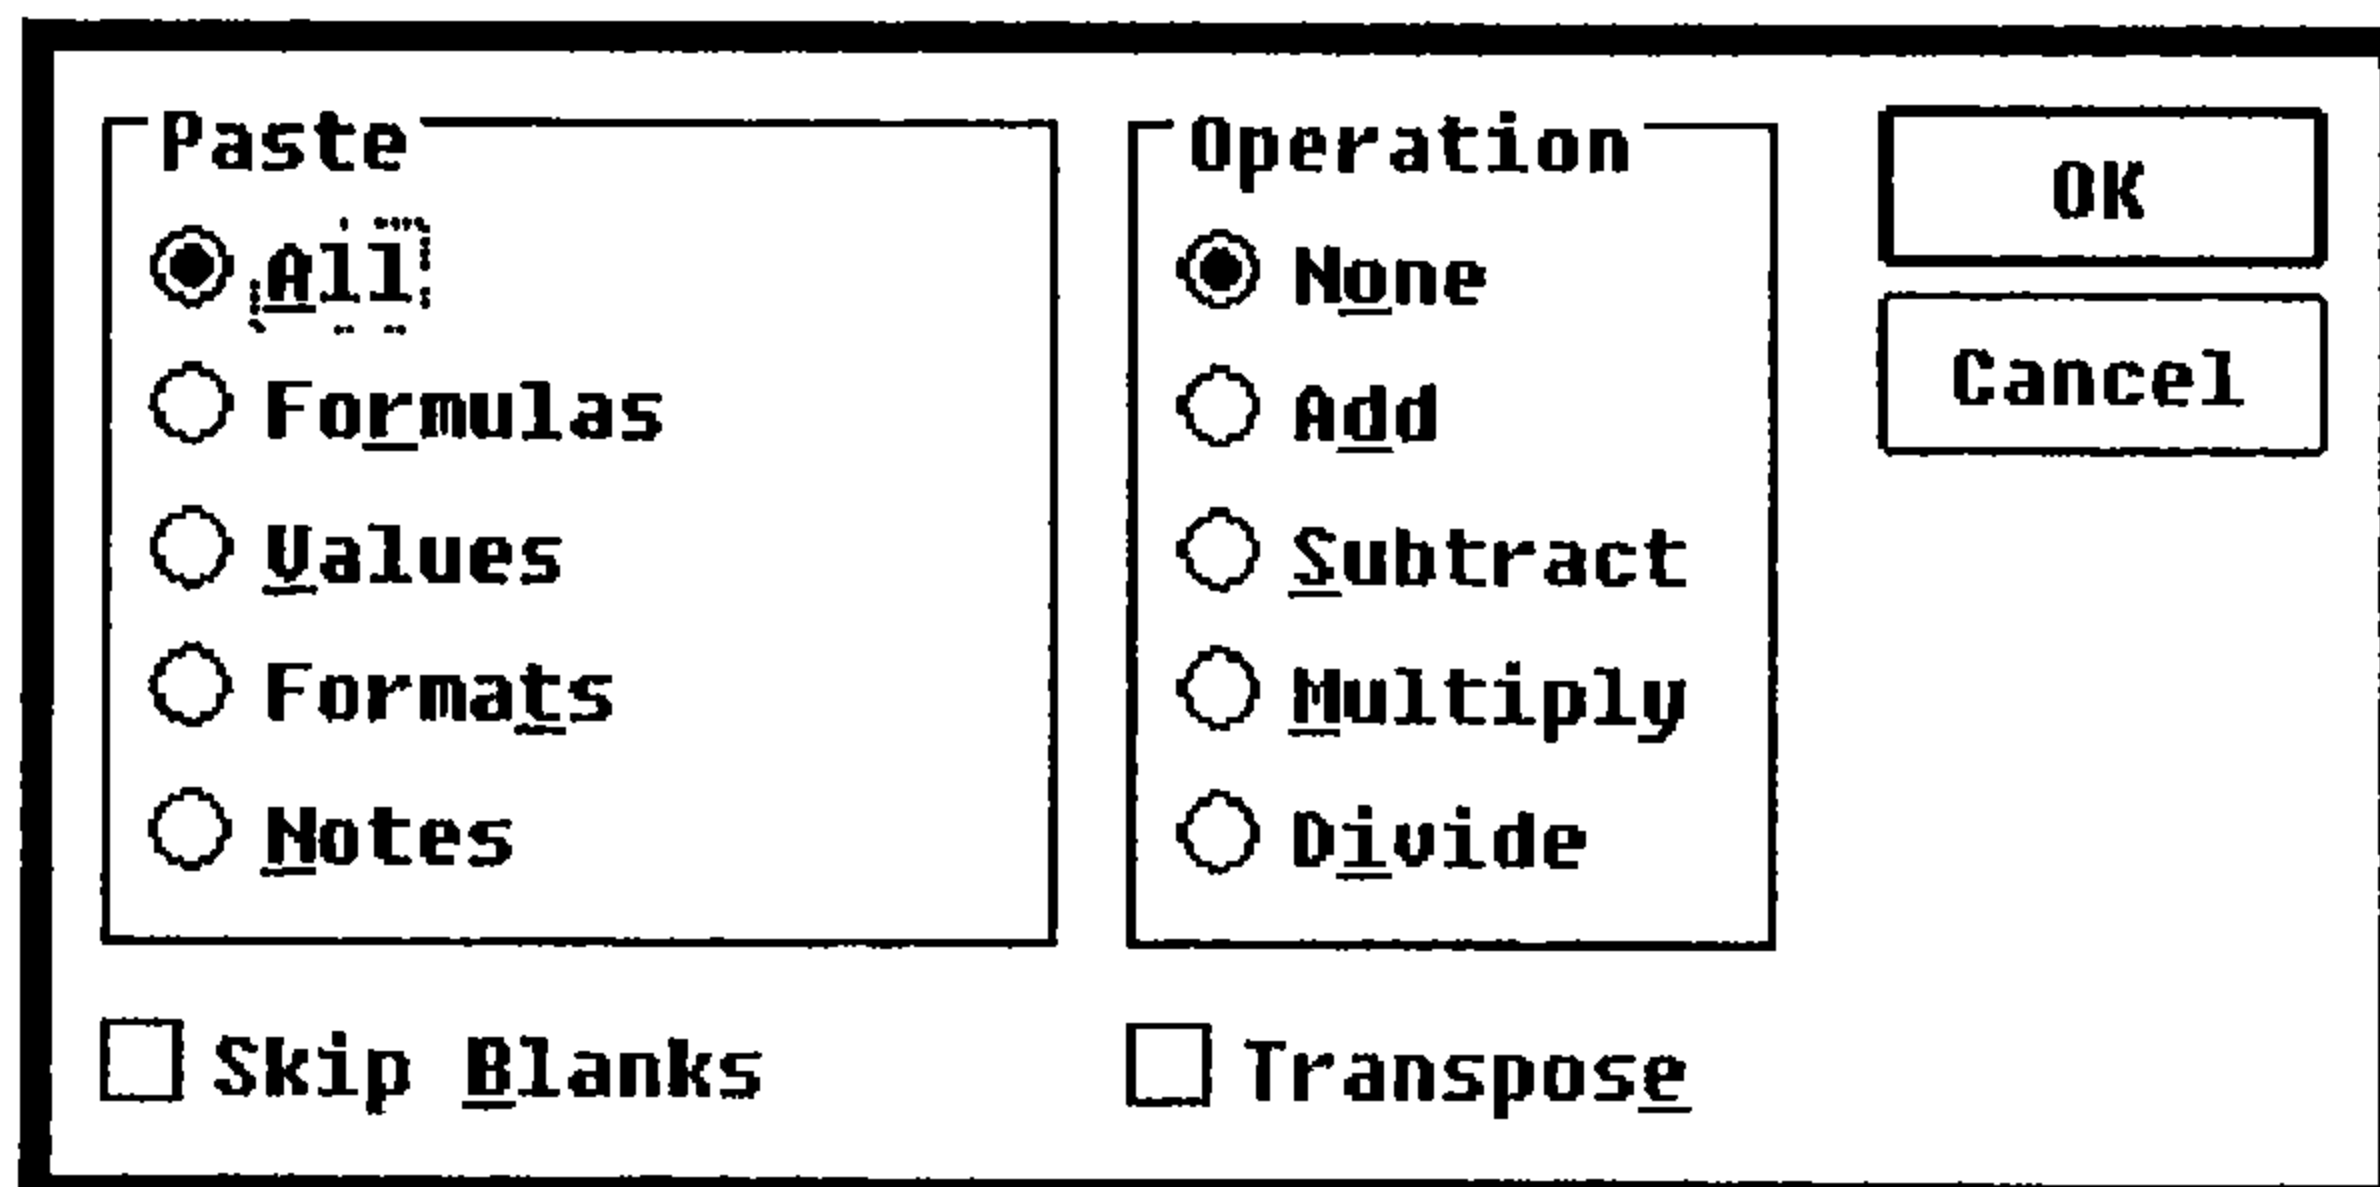 Paste
All
Formulas
Values
Formats
Notes
Operation
None
Add
Subtract
Multiply
Divide
OK
Cancel
Skip Blanks
Transpose